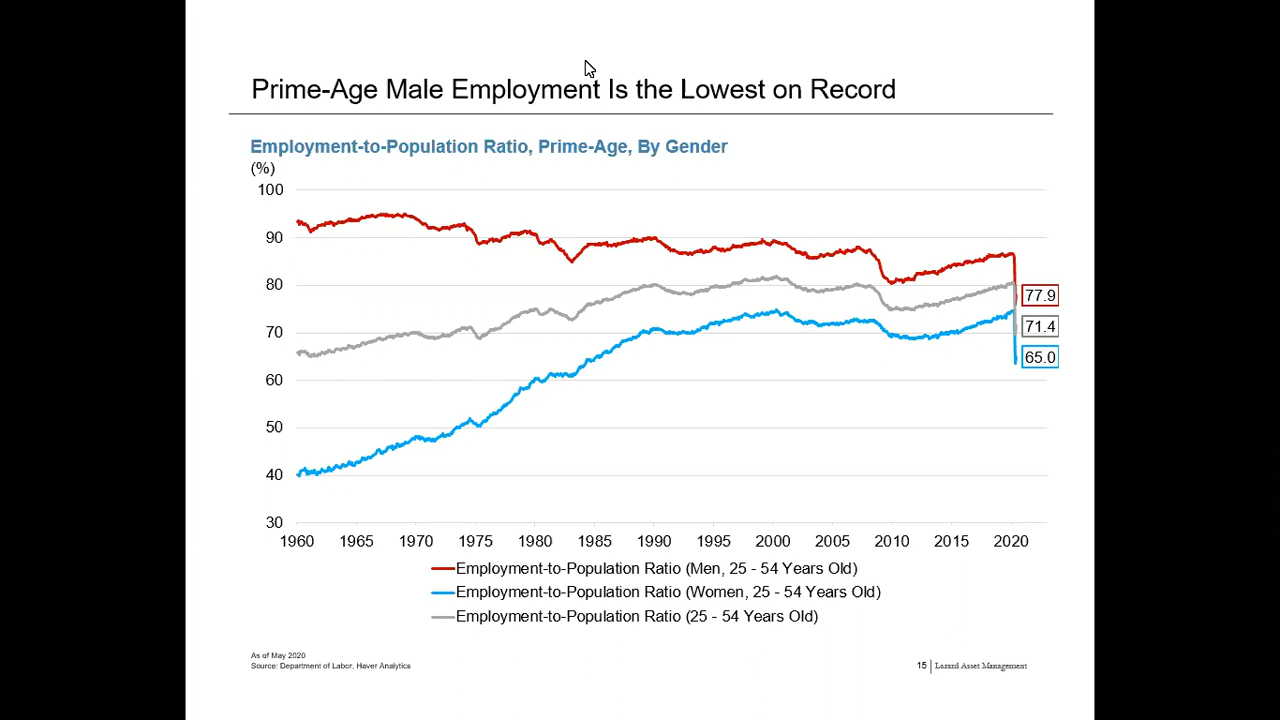 Prime-Age Male Employment Is the Lowest on Record
Employment-to-Population Ratio, Prime-Age, By Gender
(%)
100
90
80
70
60
50
40
30
77.9
71.4
65.0
1960 1965 1970 1975 1980 1985 1990 1995 2000 2005 2010 2015 2020
Employment-to-Population Ratio (Men, 25 - 54 Years Old)
Employment-to-Population Ratio (Women, 25 - 54 Years Old)
Employment-to-Population Ratio (25 - 54 Years Old)
As of May 2020
Source: Department of Labor, Haver Analytics
15 | Lazard Asset Management